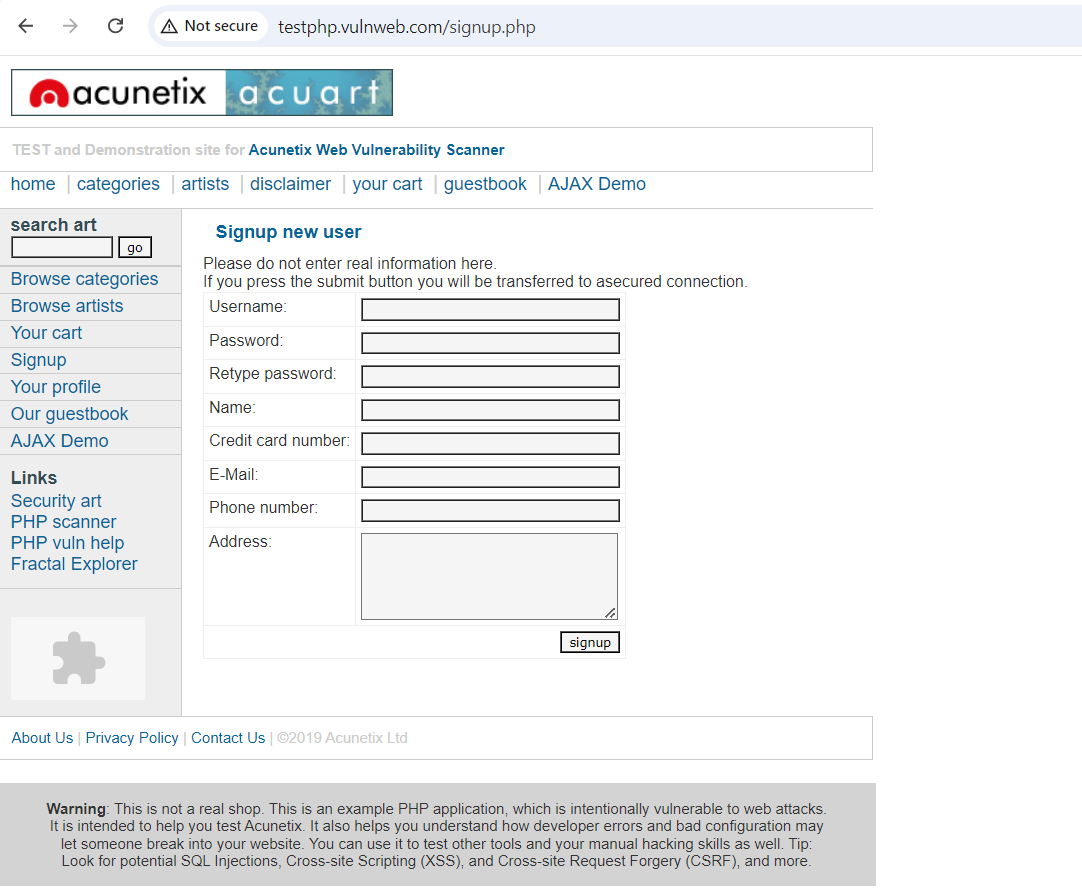 Not secure testphp.vulnweb.com/signup.php
acunetix acuart
TEST and Demonstration site for Acunetix Web Vulnerability Scanner
home | categories | artists | disclaimer | your cart | guestbook | AJAX Demo
search art
go
Browse categories
Browse artists
Your cart
Signup
Your profile
Our guestbook
AJAX Demo
Links
Security art
PHP scanner
PHP vuln help
Fractal Explorer
Signup new user
Please do not enter real information here.
If you press the submit button you will be transferred to asecured connection.
Username:
Password:
Retype password:
Name:
Credit card number:
E-Mail:
Phone number:
Address:
signup
About Us | Privacy Policy | Contact Us | ©2019 Acunetix Ltd
Warning: This is not a real shop. This is an example PHP application, which is intentionally vulnerable to web attacks.
It is intended to help you test Acunetix. It also helps you understand how developer errors and bad configuration may
let someone break into your website. You can use it to test other tools and your manual hacking skills as well. Tip:
Look for potential SQL Injections, Cross-site Scripting (XSS), and Cross-site Request Forgery (CSRF), and more.